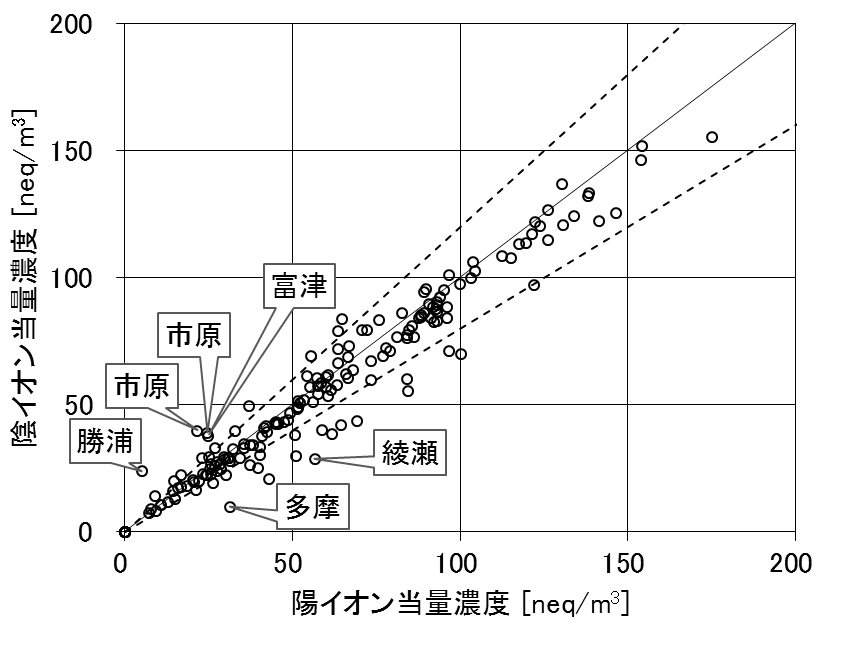 200
150
100
50
0
陰イオン当量濃度 [neq/m³]
富津
市原
市原
勝浦
綾瀬
多摩
0 50 100 150 200
陽イオン当量濃度 [neq/m³]